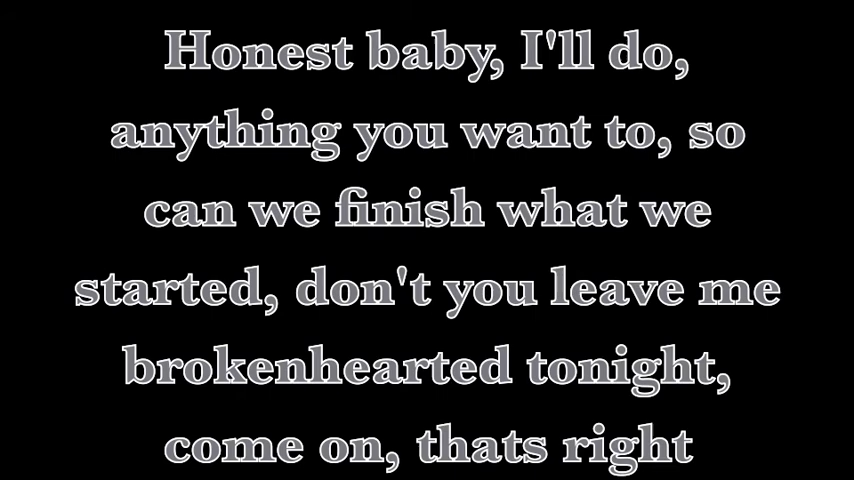 Honest baby, I'll do,
anything you want to, so
can we finish what we
started, don't you leave me
brokenhearted tonight,
come on, thats right